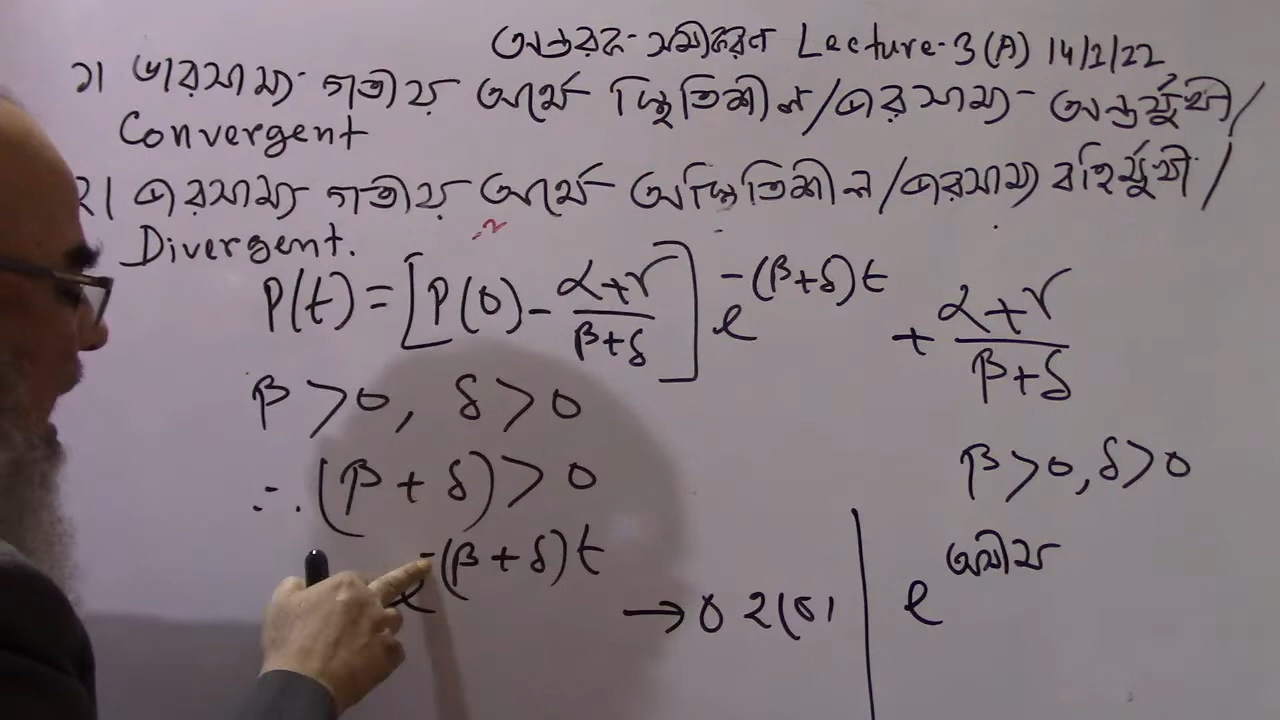 অন্তরজ-সমীকরণ Lecture-3(A) 14/2/22
১। ভারসাম্য গতীয় অর্থে স্থিতিশীল/ভারসাম্য অন্তর্মুখী/
Convergent
২। ভারসাম্য গতীয় অর্থে অস্থিতিশীল/ভারসাম্য বহির্মুখী/
Divergent.
P(t) = [P(0) - (α+γ)/(β+δ)] e^{-(β+δ)t} + (α+γ)/(β+δ)
β > 0, δ > 0
β > 0, δ > 0
∴ (β + δ) > 0
e^{-(β + δ)t} → 0 হবে।
e^{অসীম}